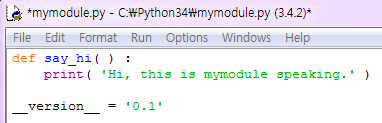 *mymodule.py - C:₩Python34₩mymodule.py (3.4.2)*
File Edit Format Run Options Windows Help
def say_hi( ) :
    print( 'Hi, this is mymodule speaking.' )
__version__ = '0.1'